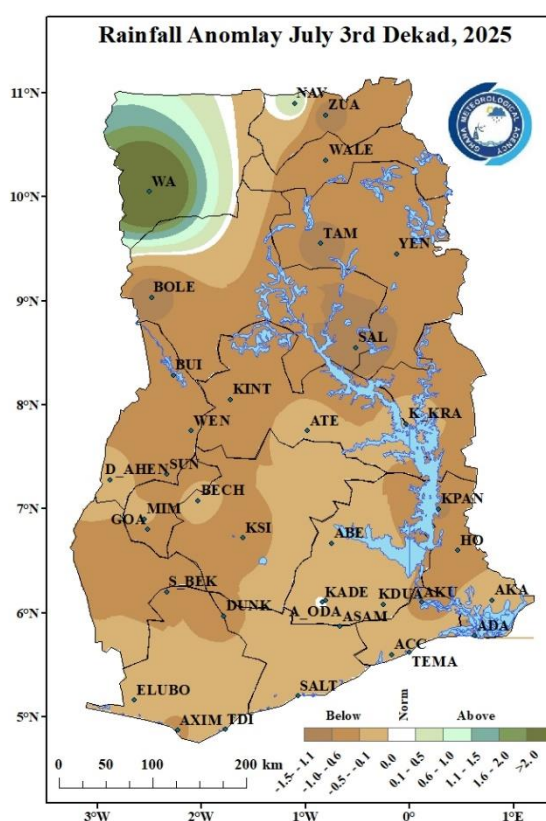 Rainfall Anomlay July 3rd Dekad, 2025
11°N
NAV
ZUA
GHANA METEOROLOGICAL AGENCY
WALE
WA
10°N
TAM
YEN
BOLE
9°N
SAL
BUI
KINT
8°N
WEN
ATE
K_KRA
D_AHEN
SUN
BECH
7°N
MIM
GOA
KPAN
KSI
ABE
HO
S_BEK
KADE
KDUA
AKU
AKA
6°N
DUNK
A_ODA
ASAM
ADA
ACC
TEMA
ELUBO
SALT
5°N
AXIM
TDI
Below
Norm
Above
-1.5 - 1.1
-1.0 - 0.6
-0.5 - 0.1
0.0
0.1 - 0.5
0.6 - 1.0
1.1 - 1.5
1.6 - 2.0
>2.0
0 50 100 200 km
3°W 2°W 1°W 0° 1°E